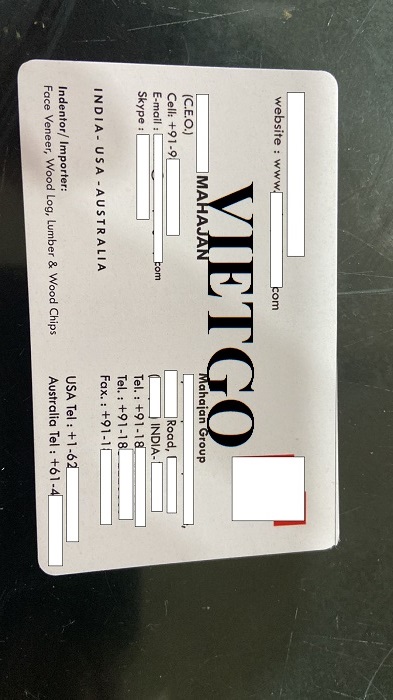 website : www.
com
VIETGO
MAHAJAN
(C.E.O.)
Cell: +91-9
E-mail :
com
Skype :
INDIA- USA -AUSTRALIA
Indentor/ Importer:
Face Veneer, Wood Log, Lumber & Wood Chips
Mahajan Group
,
Road,
( ) INDIA-
Tel. : +91-18
Tel. : +91-18
Fax. : +91-1
USA Tel : +1-62
Australia Tel : +61-4